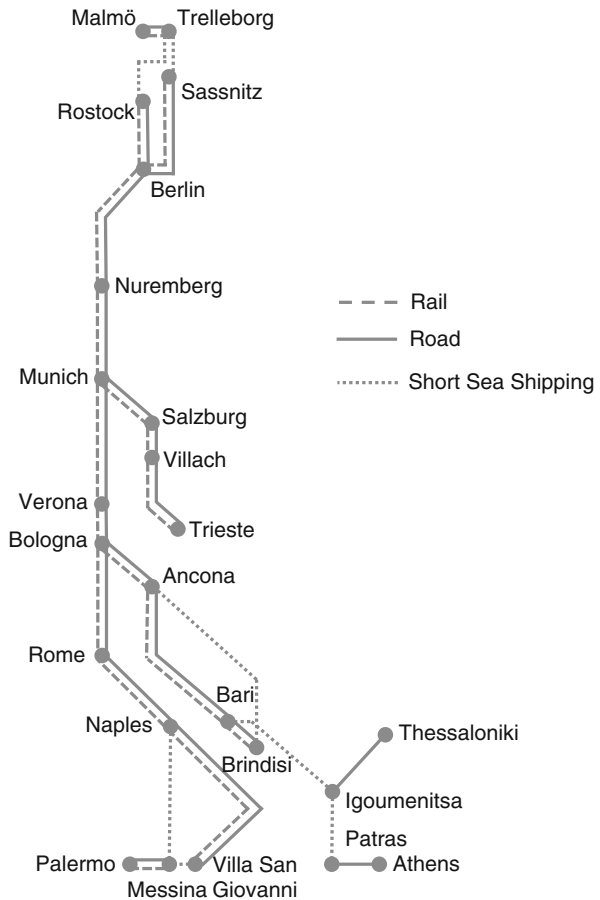 Malmö Trelleborg
Sassnitz
Rostock
Berlin
Nuremberg
Rail
Road
Munich
Short Sea Shipping
Salzburg
Villach
Verona
Trieste
Bologna
Ancona
Rome
Bari
Naples
Thessaloniki
Brindisi
Igoumenitsa
Patras
Palermo
Villa San
Athens
Messina Giovanni